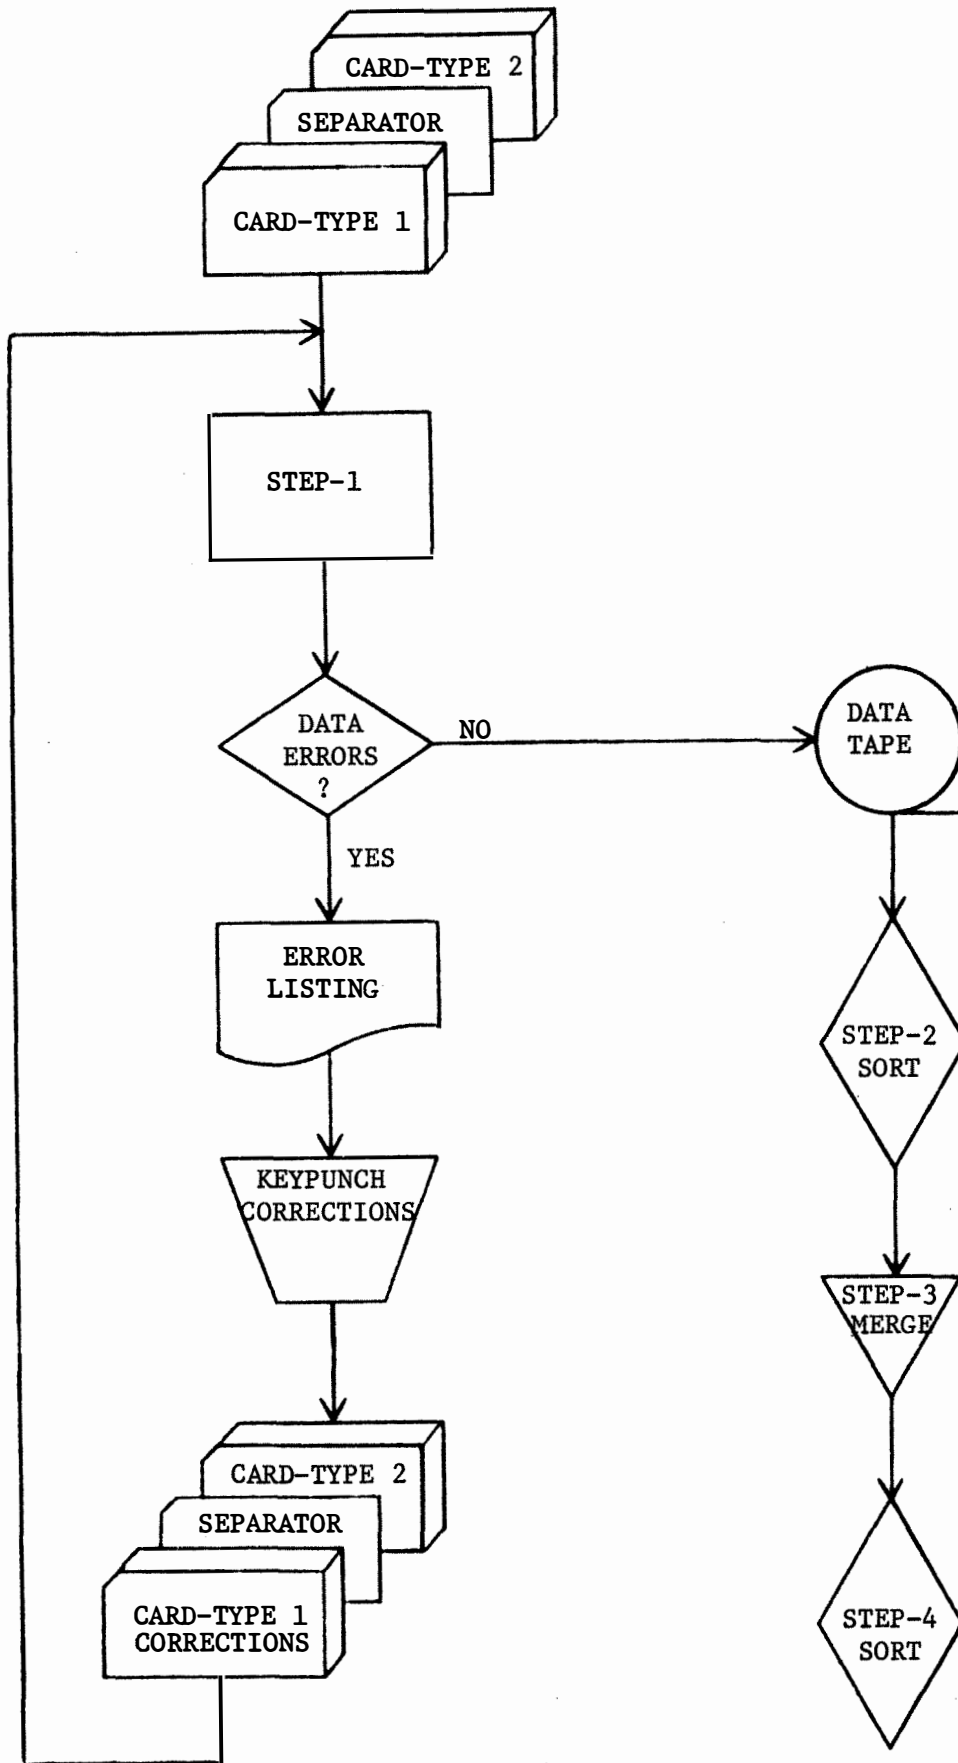 CARD-TYPE 2
SEPARATOR
CARD-TYPE 1
STEP-1
DATA
ERRORS
?
NO
YES
ERROR
LISTING
KEYPUNCH
CORRECTIONS
CARD-TYPE 2
SEPARATOR
CARD-TYPE 1
CORRECTIONS
DATA
TAPE
STEP-2
SORT
STEP-3
MERGE
STEP-4
SORT